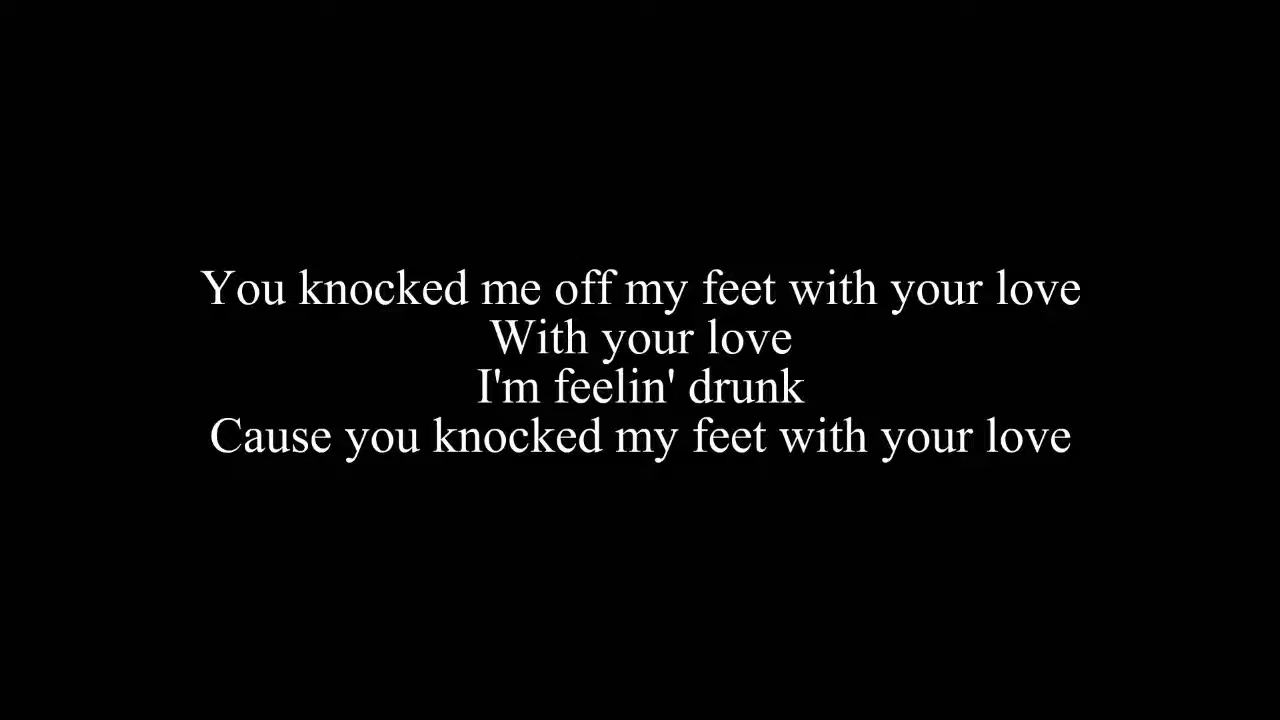 You knocked me off my feet with your love
With your love
I'm feelin' drunk
Cause you knocked my feet with your love